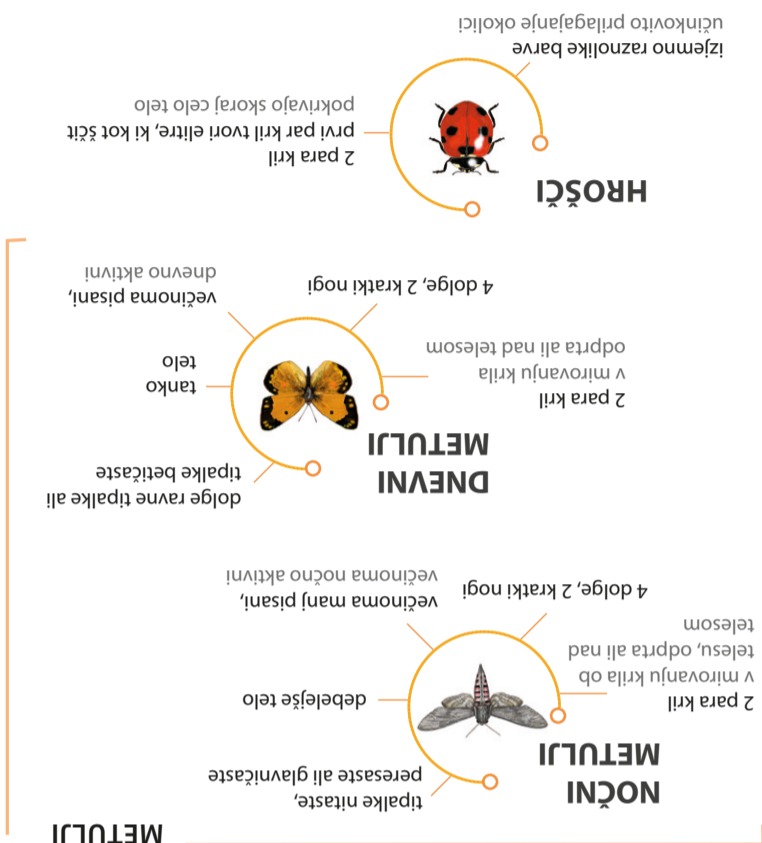 METULJI
NOČNI
METULJI
tipalke nitaste,
peresaste ali glavničaste
2 para kril
v mirovanju krila ob
telesu, odprta ali nad
telesom
debelejše telo
4 dolge, 2 kratki nogi
večinoma manj pisani,
večinoma nočno aktivni
DNEVNI
METULJI
dolge ravne tipalke ali
tipalke betičaste
2 para kril
v mirovanju krila
odprta ali nad telesom
tanko
telo
4 dolge, 2 kratki nogi
večinoma pisani,
dnevno aktivni
HROŠČI
2 para kril
prvi par kril tvori elitre, ki kot ščit
pokrivajo skoraj celo telo
izjemno raznolike barve
učinkovito prilagajanje okolici